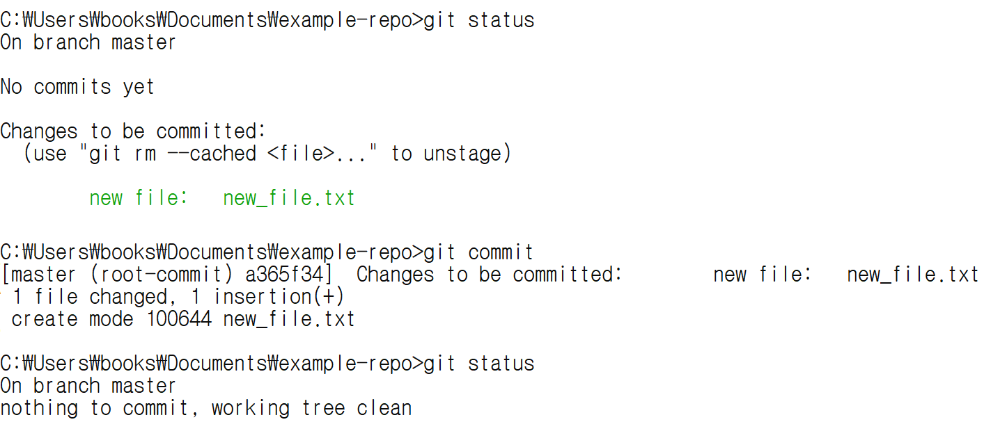 C:₩Users₩books₩Documents₩example-repo>git status
On branch master
No commits yet
Changes to be committed:
  (use "git rm --cached <file>..." to unstage)
        new file:   new_file.txt
C:₩Users₩books₩Documents₩example-repo>git commit
[master (root-commit) a365f34]  Changes to be committed:        new file:   new_file.txt
 1 file changed, 1 insertion(+)
 create mode 100644 new_file.txt
C:₩Users₩books₩Documents₩example-repo>git status
On branch master
nothing to commit, working tree clean